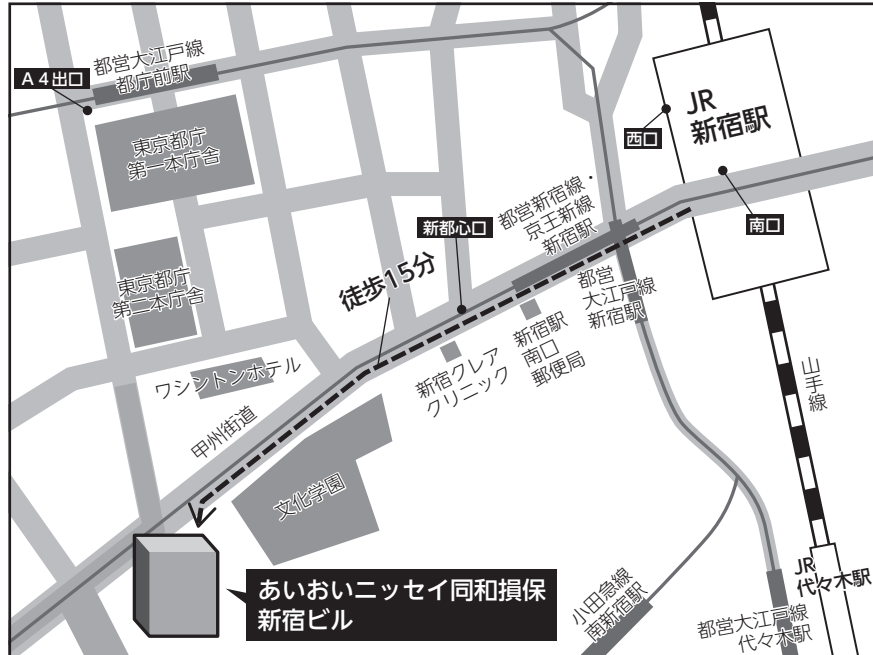 都営大江戸線
都庁前駅
A4出口
東京都庁
第一本庁舎
東京都庁
第二本庁舎
ワシントンホテル
甲州街道
徒歩15分
新都心口
都営新宿線・
京王新線
新宿駅
JR
新宿駅
西口
南口
都営
大江戸線
新宿駅
新宿駅
南口
郵便局
新宿クレア
クリニック
文化学園
山手線
あいおいニッセイ同和損保
新宿ビル
小田急線
南新宿駅
都営大江戸線
代々木駅
JR
代々木駅